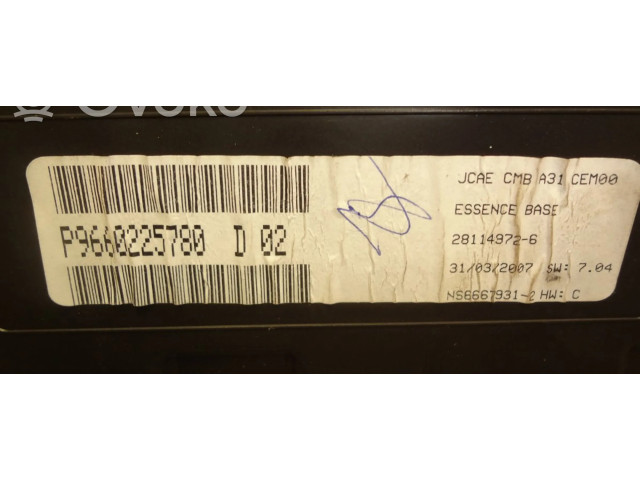 OVOKO
P9660225780 D 02
JCAE CMB A31 CEM00
ESSENCE BASE
28114972-6
31/03/2007 SW: 7.04
NS6667931-2 HW: C